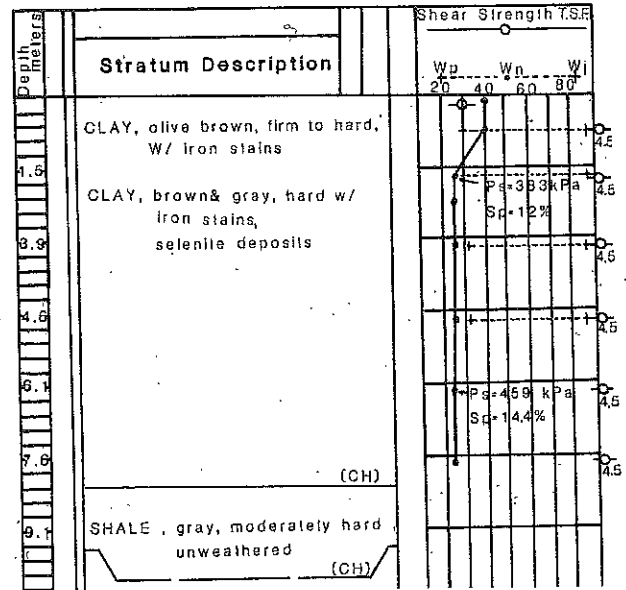 Depth meters
Stratum Description
Shear Strength T.S.F.
Wp Wn Wl
20 40 60 80
CLAY, olive brown, firm to hard,
W/ iron stains
4.5
1.5
CLAY, brown& gray, hard w/
iron stains,
selenite deposits
Ps=383kPa
4.5
Sp=12%
3.9
4.5
4.6
4.5
6.1
Ps=459 kPa
4.5
Sp=14.4%
7.6
4.5
(CH)
9.1
SHALE , gray, moderately hard
unweathered
(CH)